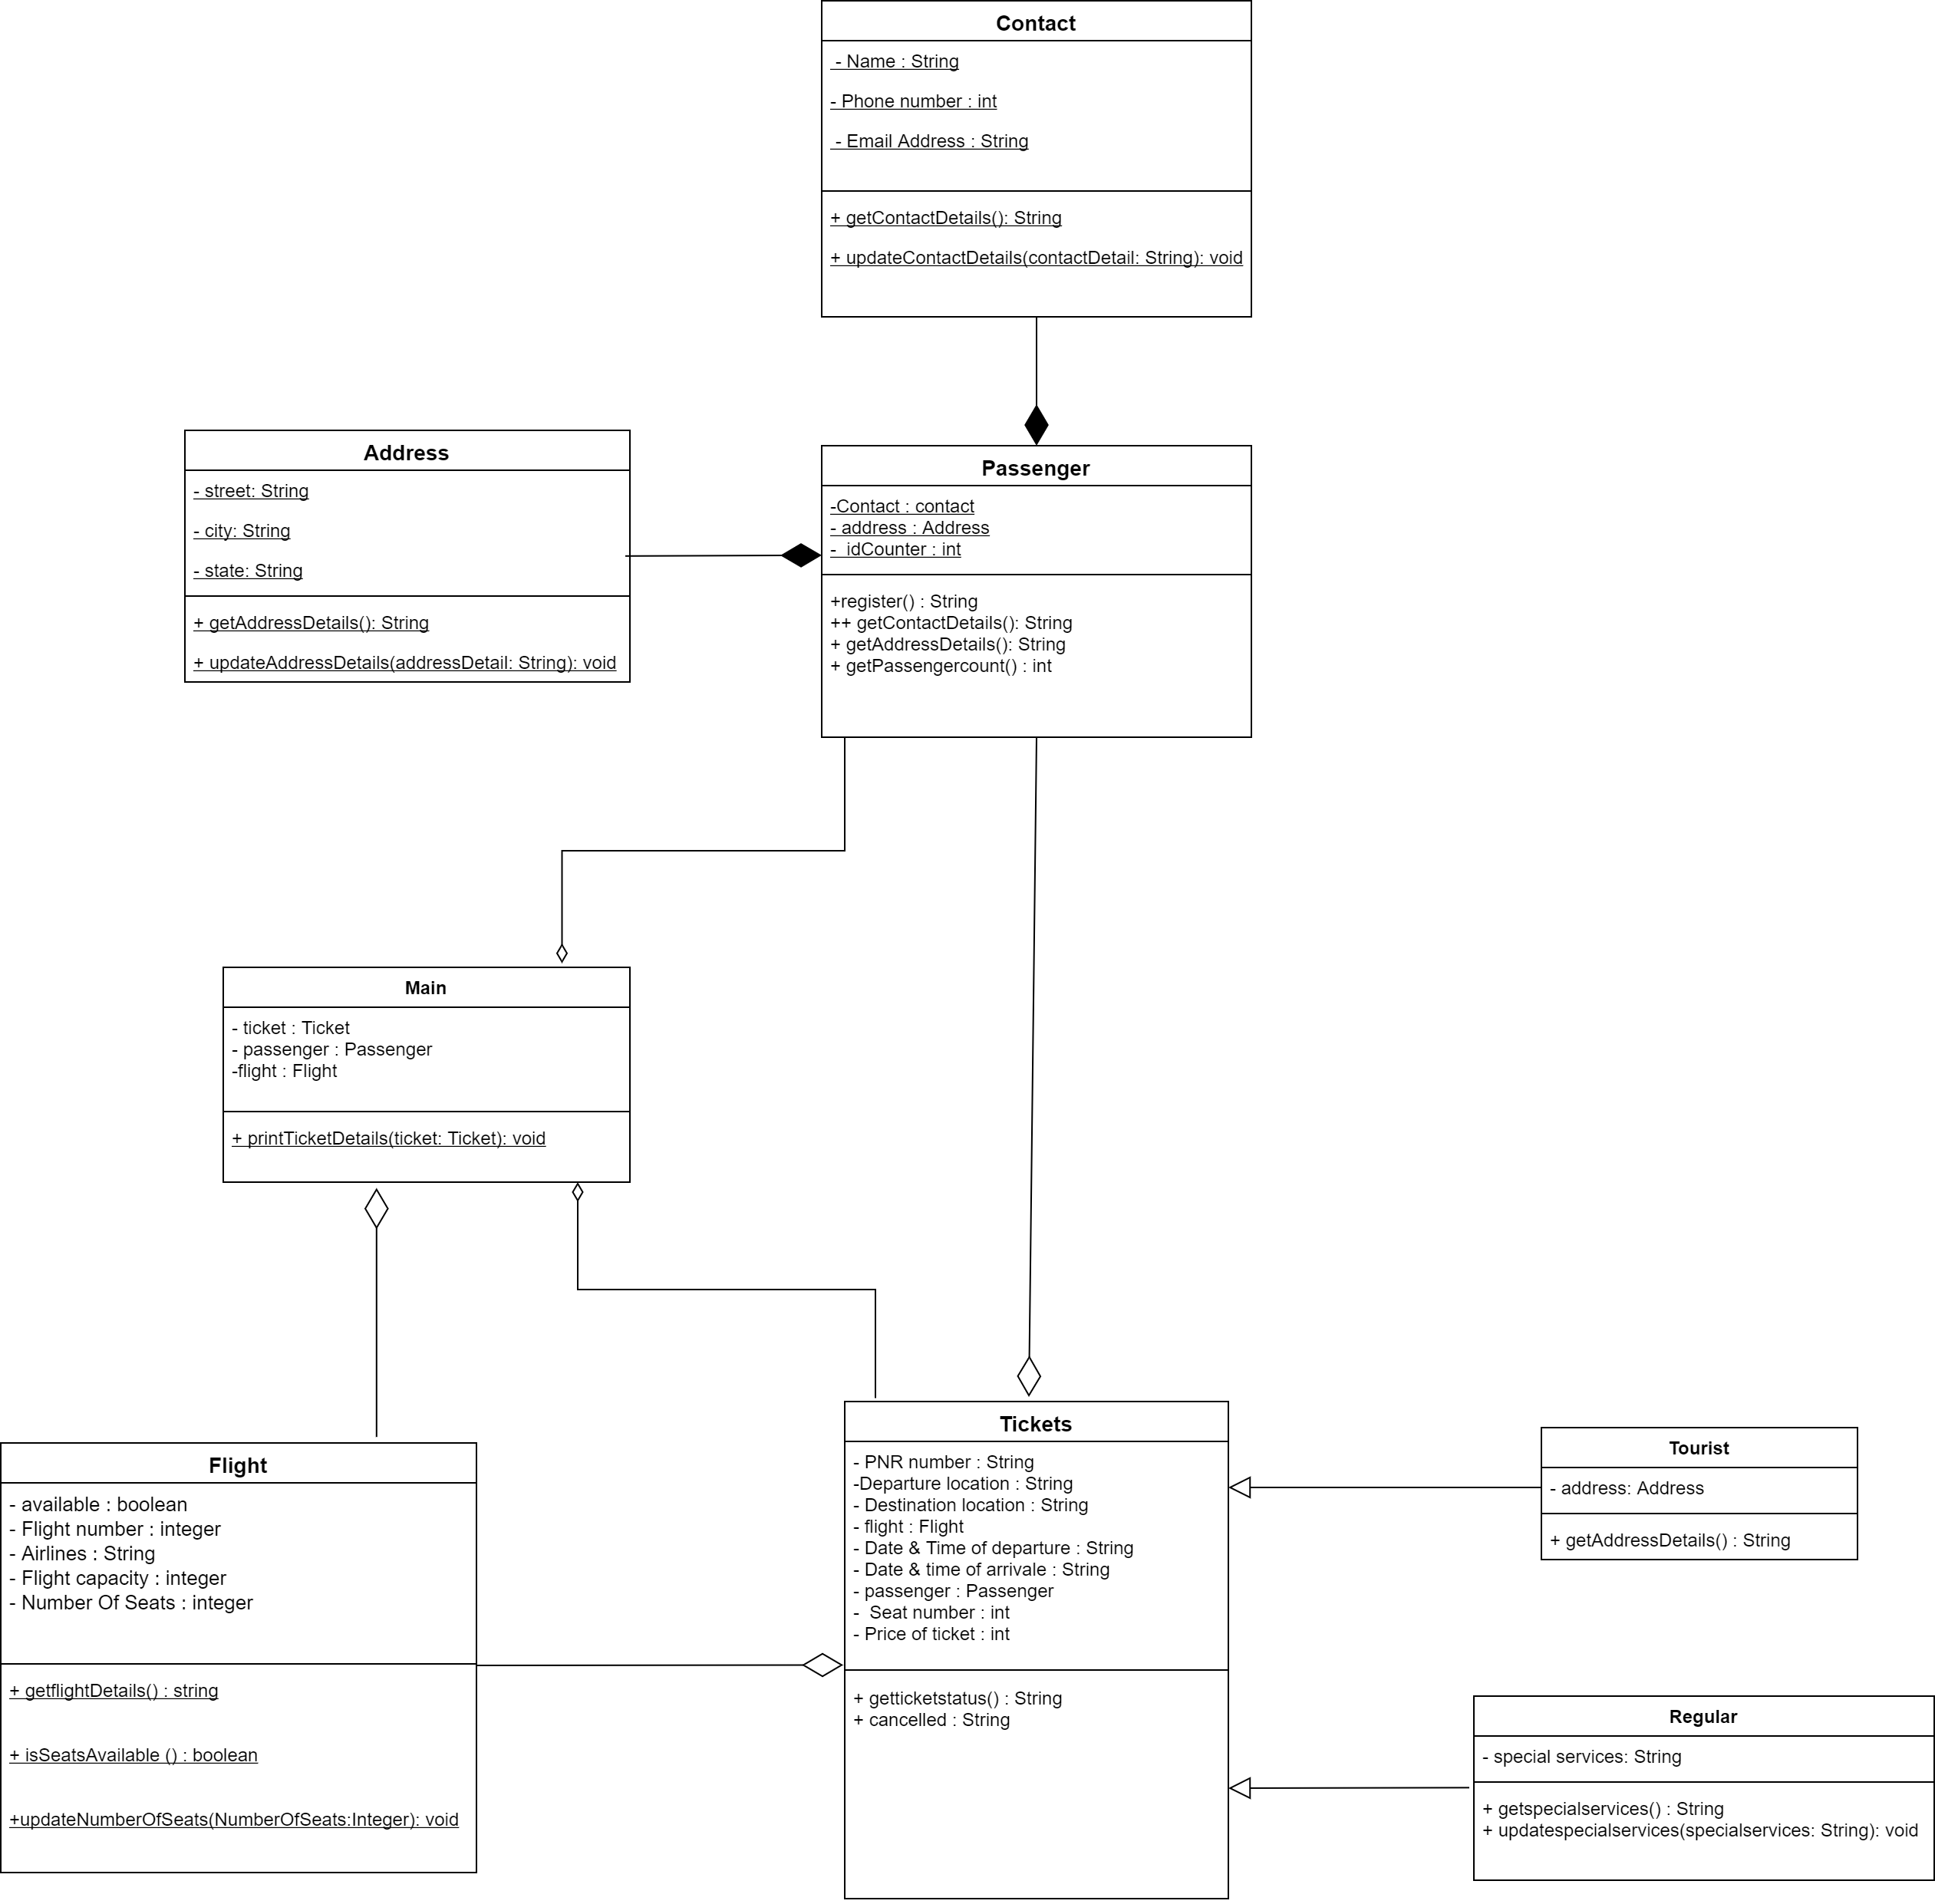 Contact
- Name : String
- Phone number : int
- Email Address : String
+ getContactDetails(): String
+ updateContactDetails(contactDetail: String): void
Address
- street: String
- city: String
- state: String
+ getAddressDetails(): String
+ updateAddressDetails(addressDetail: String): void
Passenger
-Contact : contact
- address : Address
-  idCounter : int
+register() : String
++ getContactDetails(): String
+ getAddressDetails(): String
+ getPassengercount() : int
Main
- ticket : Ticket
- passenger : Passenger
-flight : Flight
+ printTicketDetails(ticket: Ticket): void
Flight
- available : boolean
- Flight number : integer
- Airlines : String
- Flight capacity : integer
- Number Of Seats : integer
+ getflightDetails() : string
+ isSeatsAvailable () : boolean
+updateNumberOfSeats(NumberOfSeats:Integer): void
Tickets
- PNR number : String
-Departure location : String
- Destination location : String
- flight : Flight
- Date & Time of departure : String
- Date & time of arrivale : String
- passenger : Passenger
-  Seat number : int
- Price of ticket : int
+ getticketstatus() : String
+ cancelled : String
Tourist
- address: Address
+ getAddressDetails() : String
Regular
- special services: String
+ getspecialservices() : String
+ updatespecialservices(specialservices: String): void